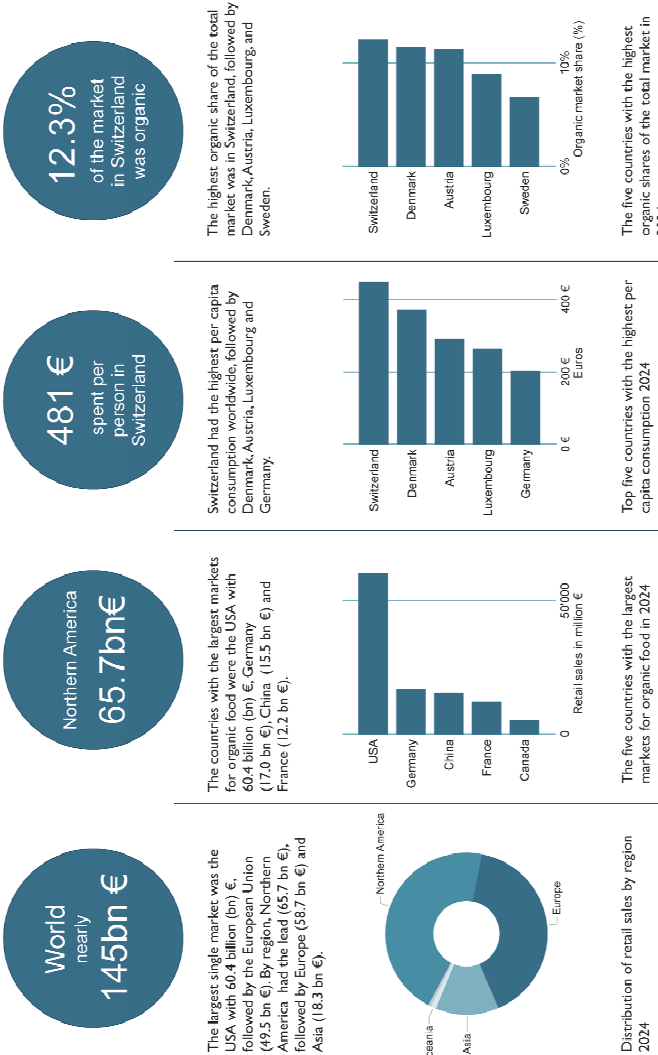 World
nearly
145bn €
The largest single market was the
USA with 60.4 billion (bn) €,
followed by the European Union
(49.5 bn €). By region, Northern
America had the lead (65.7 bn €),
followed by Europe (58.7 bn €) and
Asia (18.3 bn €).
Northern America
Europe
Asia
Distribution of retail sales by region
2024
Northern America
65.7bn€
The countries with the largest markets
for organic food were the USA with
60.4 billion (bn) €, Germany
(17.0 bn €), China (15.5 bn €) and
France (12.2 bn €).
USA
Germany
China
France
Canada
0
50'000
Retail sales in million €
The five countries with the largest
markets for organic food in 2024
481 €
spent per
person in
Switzerland
Switzerland had the highest per capita
consumption worldwide, followed by
Denmark, Austria, Luxembourg and
Germany.
Switzerland
Denmark
Austria
Luxembourg
Germany
0 €
200 €
400 €
Euros
Top five countries with the highest per
capita consumption 2024
12.3%
of the market
in Switzerland
was organic
The highest organic share of the total
market was in Switzerland, followed by
Denmark, Austria, Luxembourg, and
Sweden.
Switzerland
Denmark
Austria
Luxembourg
Sweden
0%
10%
Organic market share (%)
The five countries with the highest
organic shares of the total market in